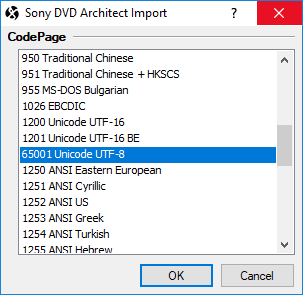 Sony DVD Architect Import
?
CodePage
950 Traditional Chinese
951 Traditional Chinese + HKSCS
955 MS-DOS Bulgarian
1026 EBCDIC
1200 Unicode UTF-16
1201 Unicode UTF-16 BE
65001 Unicode UTF-8
1250 ANSI Eastern European
1251 ANSI Cyrillic
1252 ANSI US
1253 ANSI Greek
1254 ANSI Turkish
1255 ANSI Hebrew
OK
Cancel